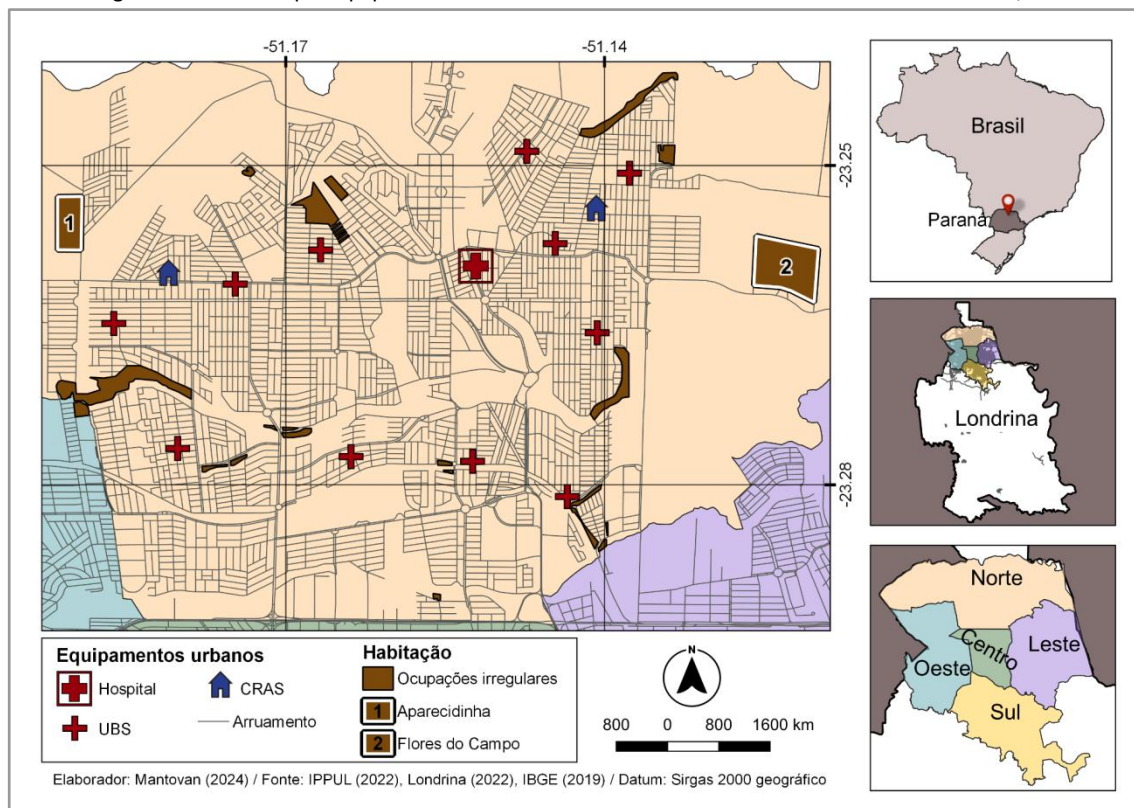 -51.17
-51.14
-23.25
-23.28
1
2
Brasil
Paraná
Londrina
Norte
Centro
Leste
Oeste
Sul
Equipamentos urbanos
Hospital
CRAS
UBS
Arruamento
Habitação
Ocupações irregulares
1 Aparecidinha
2 Flores do Campo
N
800 0 800 1600 km
Elaborador: Mantovan (2024) / Fonte: IPPUL (2022), Londrina (2022), IBGE (2019) / Datum: Sirgas 2000 geográfico